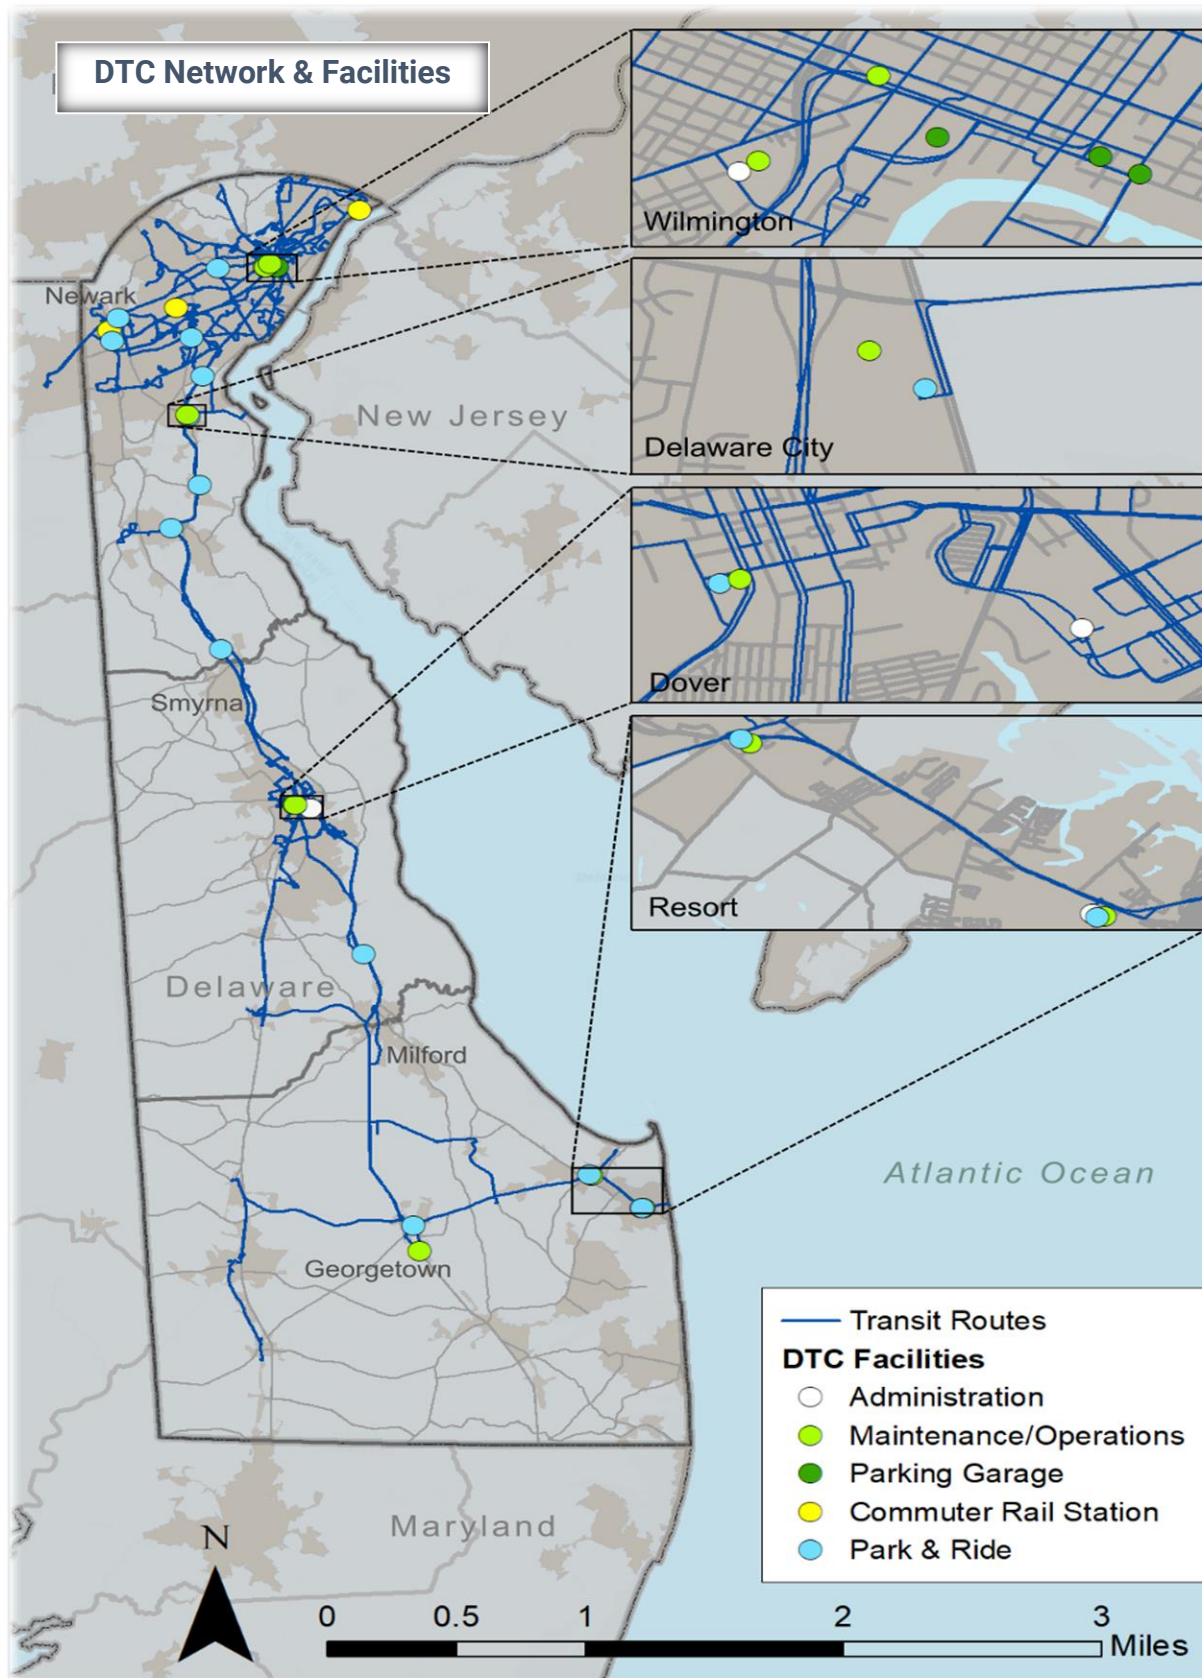 DTC Network & Facilities
Wilmington
Newark
New Jersey
Delaware City
Dover
Smyrna
Resort
Delaware
Milford
Atlantic Ocean
Georgetown
Transit Routes
DTC Facilities
Administration
Maintenance/Operations
Parking Garage
Commuter Rail Station
Park & Ride
Maryland
N
0 0.5 1 2 3
Miles